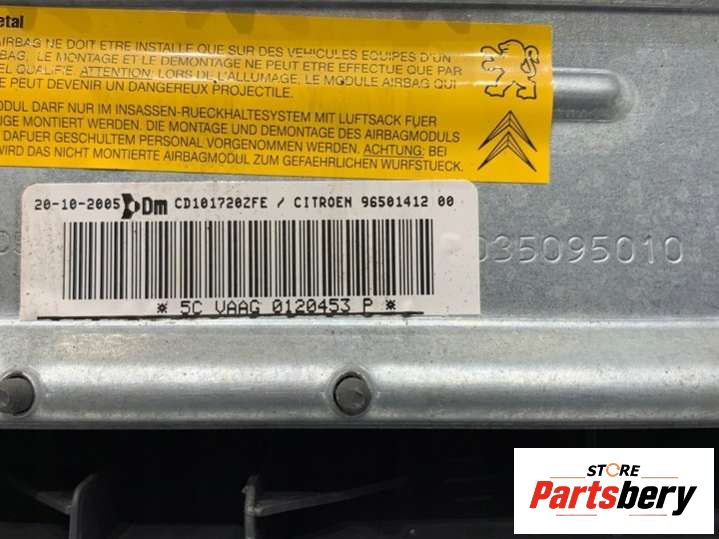 etal
AIRBAG NE DOIT ETRE INSTALLE QUE SUR DES VEHICULES EQUIPES D'UN
BAG, LE MONTAGE ET LE DEMONTAGE NE PEUT ETRE EFFECTUE QUE PAR
EL QUALIFIE. ATTENTION: LORS DE L'ALLUMAGE, LE MODULE AIRBAG QUI
E PEUT DEVENIR UN DANGEREUX PROJECTILE.
MODUL DARF NUR IM INSASSEN-RUECKHALTESYSTEM MIT LUFTSACK FUER
UGE MONTIERT WERDEN. DIE MONTAGE UND DEMONTAGE DES AIRBAGMODULS
DAFUER GESCHULTEM PERSONAL VORGENOMMEN WERDEN. ACHTUNG: BEI
WIRD DAS NICHT MONTIERTE AIRBAGMODUL ZUM GEFAEHRLICHEN WURFSTUECK.
20-10-2005 Dm CD101720ZFE / CITROEN 96501412 00
035095010
* 5C VAAG 0120453 P *
STORE
Partsbery